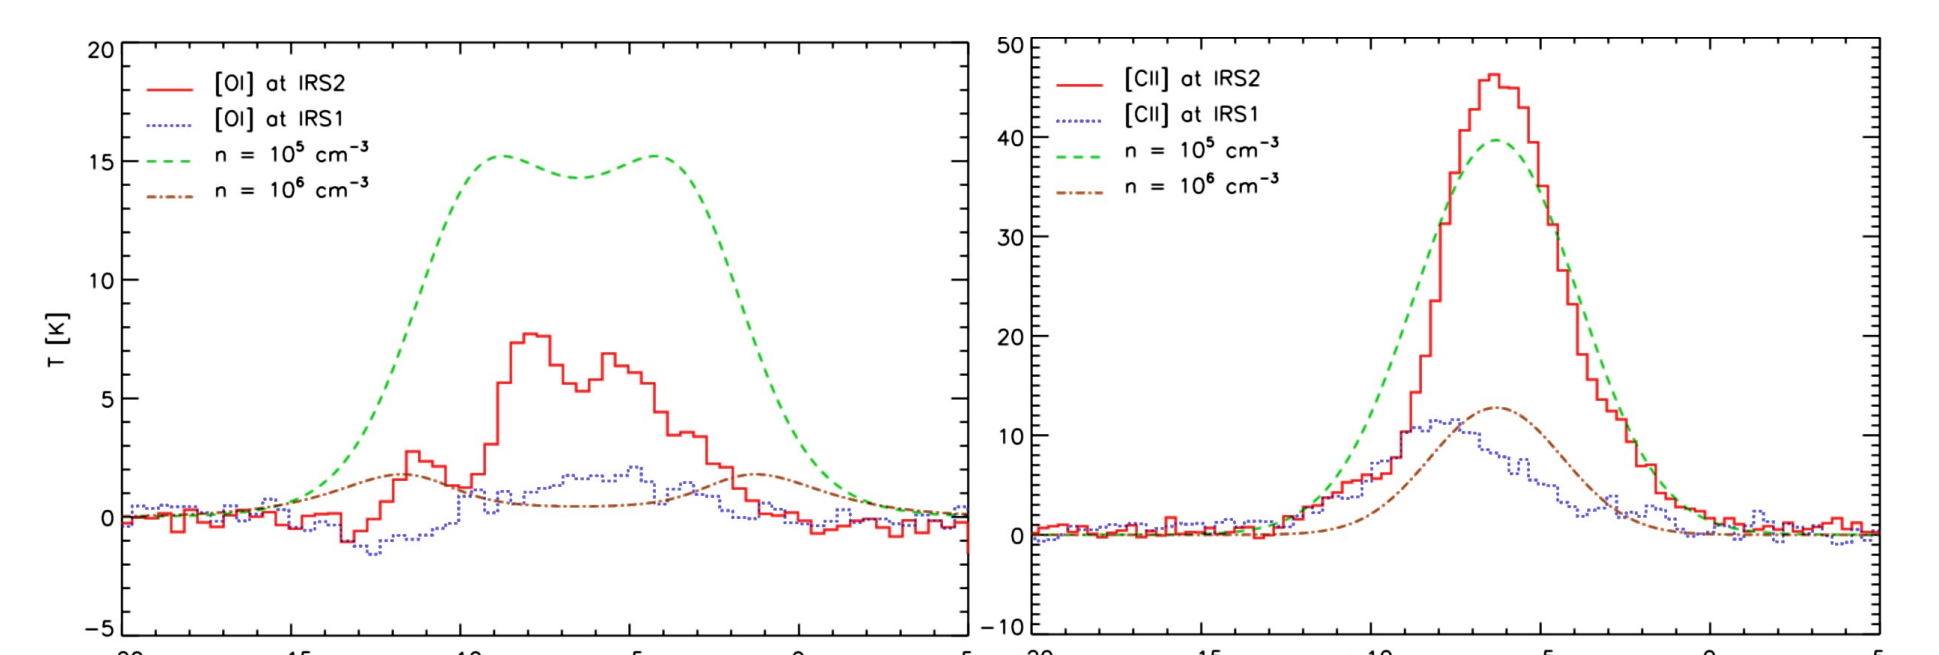 20
[OI] at IRS2
[OI] at IRS1
n = 10⁵ cm⁻³
n = 10⁶ cm⁻³
15
10
T [K]
5
0
−5
50
[CII] at IRS2
[CII] at IRS1
n = 10⁵ cm⁻³
n = 10⁶ cm⁻³
40
30
20
10
0
−10